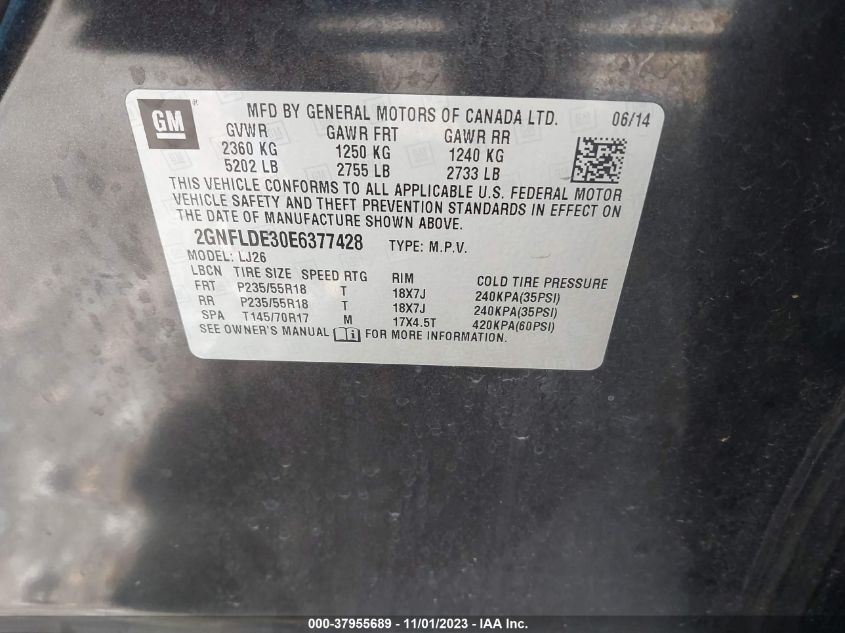 GM ® MFD BY GENERAL MOTORS OF CANADA LTD. 06/14
GVWR GAWR FRT GAWR RR
2360 KG 1250 KG 1240 KG
5202 LB 2755 LB 2733 LB
THIS VEHICLE CONFORMS TO ALL APPLICABLE U.S. FEDERAL MOTOR
VEHICLE SAFETY AND THEFT PREVENTION STANDARDS IN EFFECT ON
THE DATE OF MANUFACTURE SHOWN ABOVE.
2GNFLDE30E6377428 TYPE: M.P.V.
MODEL: LJ26
LBCN TIRE SIZE SPEED RTG RIM COLD TIRE PRESSURE
FRT P235/55R18 T 18X7J 240KPA(35PSI)
RR P235/55R18 T 18X7J 240KPA(35PSI)
SPA T145/70R17 M 17X4.5T 420KPA(60PSI)
SEE OWNER'S MANUAL FOR MORE INFORMATION.
000-37955689 - 11/01/2023 - IAA Inc.